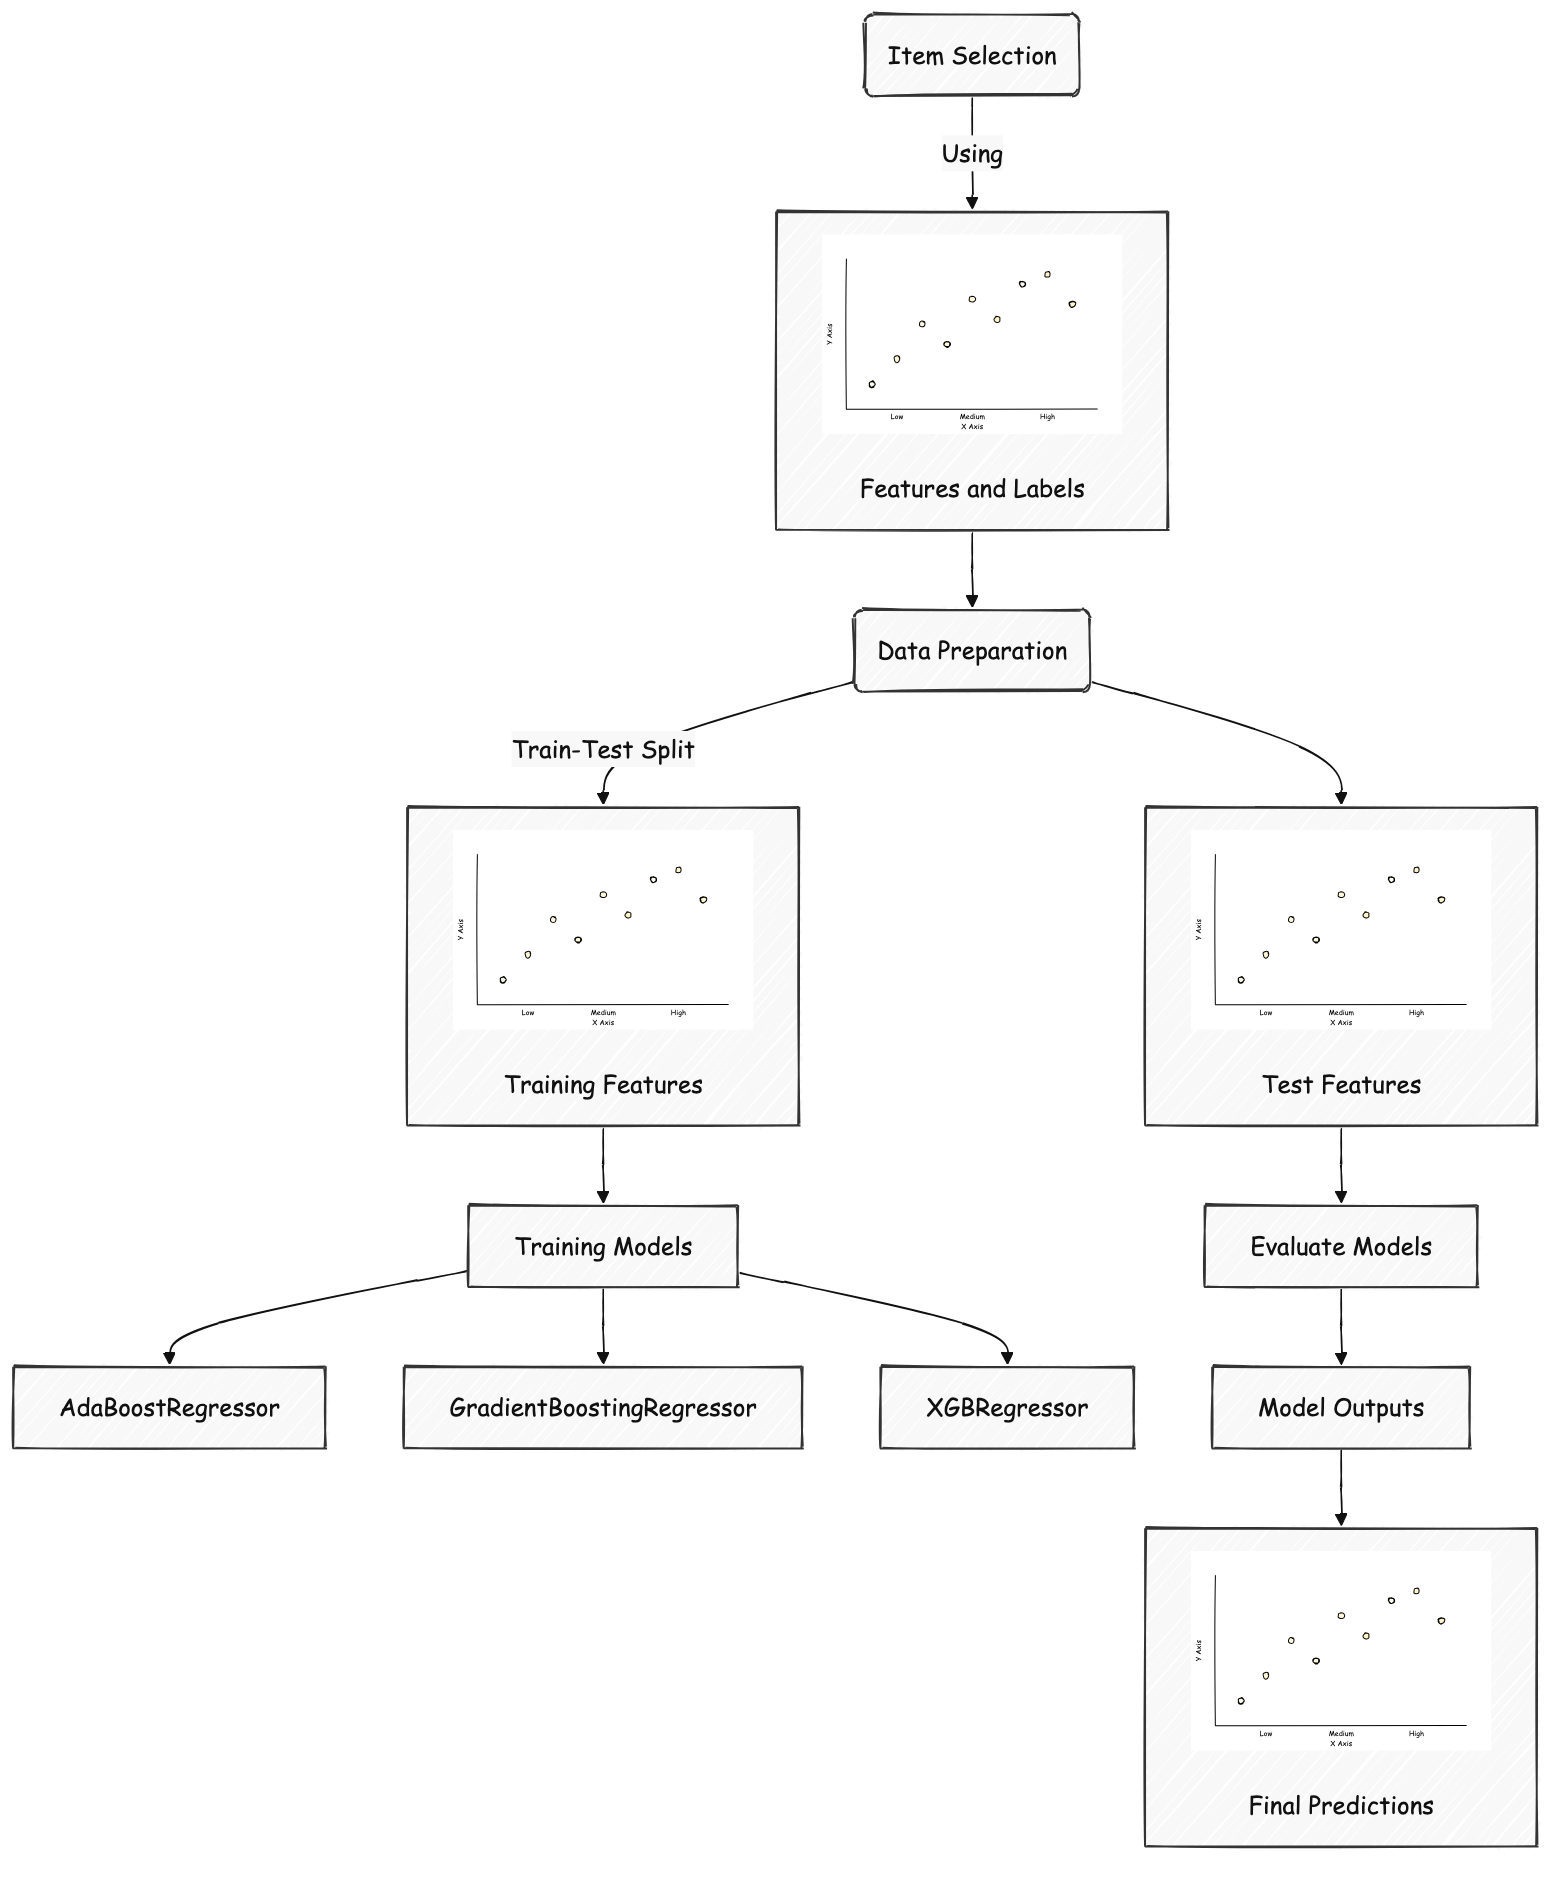 Item Selection
Using
Y Axis
Low Medium High
X Axis
Features and Labels
Data Preparation
Train-Test Split
Y Axis
Low Medium High
X Axis
Training Features
Y Axis
Low Medium High
X Axis
Test Features
Training Models
Evaluate Models
AdaBoostRegressor
GradientBoostingRegressor
XGBRegressor
Model Outputs
Y Axis
Low Medium High
X Axis
Final Predictions